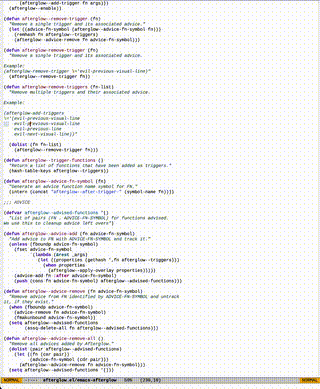 (afterglow--add-trigger fn args)))
(afterglow--enable))
(defun afterglow-remove-trigger (fn)
"Remove a single trigger and its associated advice."
(let ((advice-fn-symbol (afterglow--advice-fn-symbol fn)))
(remhash fn afterglow--triggers)
(afterglow--advice-remove fn advice-fn-symbol)))
(defun afterglow-remove-trigger (fn)
"Remove a single trigger and its associated advice.
Example:
(afterglow-remove-trigger \='evil-previous-visual-line)"
(afterglow--remove-trigger fn))
(defun afterglow-remove-triggers (fn-list)
"Remove multiple triggers and their associated advice.
Example:
(afterglow-add-triggers
\='(evil-previous-visual-line
evil-previous-visual-line
evil-previous-line
evil-next-visual-line))"
(dolist (fn fn-list)
(afterglow--remove-trigger fn)))
(defun afterglow--trigger-functions ()
"Return a list of functions that have been added as triggers."
(hash-table-keys afterglow--triggers))
(defun afterglow--advice-fn-symbol (fn)
"Generate an advice function name symbol for FN."
(intern (concat "afterglow--after-trigger-" (symbol-name fn))))
;;; ADVICE
(defvar afterglow--advised-functions '()
"List of pairs (FN . ADVICE-FN-SYMBOL) for functions advised.
We use this to cleanup advice left overs")
(defun afterglow--advice-add (fn advice-fn-symbol)
"Add advice to FN with ADVICE-FN-SYMBOL and track it."
(unless (fboundp advice-fn-symbol)
(fset advice-fn-symbol
(lambda (&rest _args)
(let ((properties (gethash fn afterglow--triggers)))
(when properties
(afterglow--apply-overlay properties)))))
(advice-add fn :after advice-fn-symbol)
(push (cons fn advice-fn-symbol) afterglow--advised-functions)))
(defun afterglow--advice-remove (fn advice-fn-symbol)
"Remove advice from FN identified by ADVICE-FN-SYMBOL and untrack
it, if they exist."
(when (fboundp advice-fn-symbol)
(advice-remove fn advice-fn-symbol)
(fmakunbound advice-fn-symbol)
(setq afterglow--advised-functions
(assq-delete-all fn afterglow--advised-functions))))
(defun afterglow--advice-remove-all ()
"Remove all advices added by Afterglow."
(dolist (pair afterglow--advised-functions)
(let ((fn (car pair))
(advice-fn-symbol (cdr pair)))
(afterglow--advice-remove fn advice-fn-symbol)))
(setq afterglow--advised-functions '()))
NORMAL afterglow.el/emacs-afterglow 50% (230,10) NORMAL